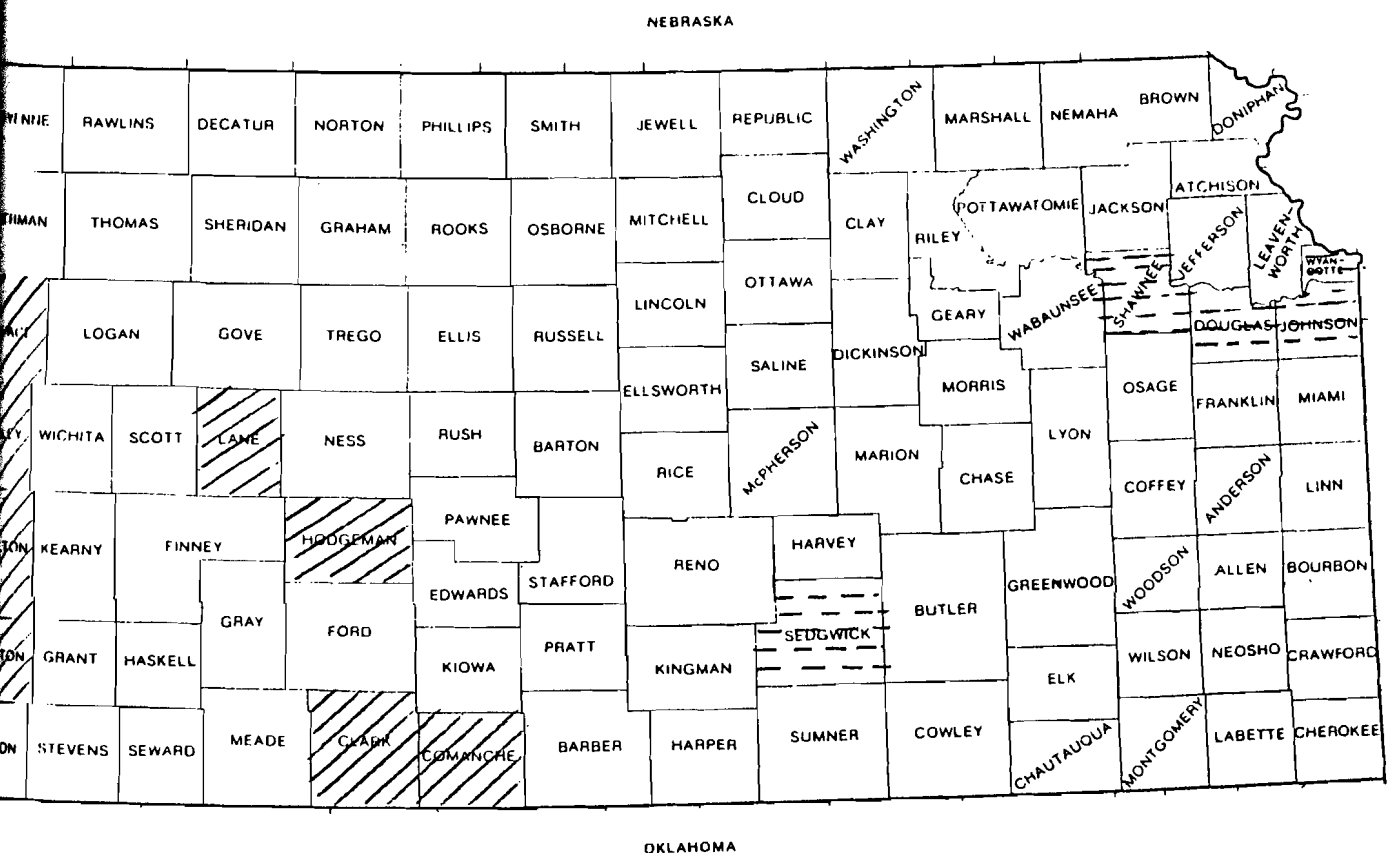 NEBRASKA
RAWLINS DECATUR NORTON PHILLIPS SMITH JEWELL REPUBLIC WASHINGTON MARSHALL NEMAHA BROWN DONIPHAN
THOMAS SHERIDAN GRAHAM ROOKS OSBORNE MITCHELL CLOUD CLAY RILEY POTTAWATOMIE JACKSON ATCHISON
JEFFERSON LEAVEN-
WORTH
WYAN-
DOTTE
LOGAN GOVE TREGO ELLIS RUSSELL LINCOLN OTTAWA GEARY WABAUNSEE SHAWNEE DOUGLAS JOHNSON
ELLSWORTH SALINE DICKINSON MORRIS OSAGE FRANKLIN MIAMI
WICHITA SCOTT LANE NESS RUSH BARTON RICE McPHERSON MARION CHASE LYON COFFEY ANDERSON LINN
KEARNY FINNEY HODGEMAN PAWNEE RENO HARVEY
EDWARDS STAFFORD SEDGWICK BUTLER GREENWOOD WOODSON ALLEN BOURBON
GRANT HASKELL GRAY FORD KIOWA PRATT KINGMAN ELK WILSON NEOSHO CRAWFORD
STEVENS SEWARD MEADE CLARK COMANCHE BARBER HARPER SUMNER COWLEY CHAUTAUQUA MONTGOMERY LABETTE CHEROKEE
OKLAHOMA